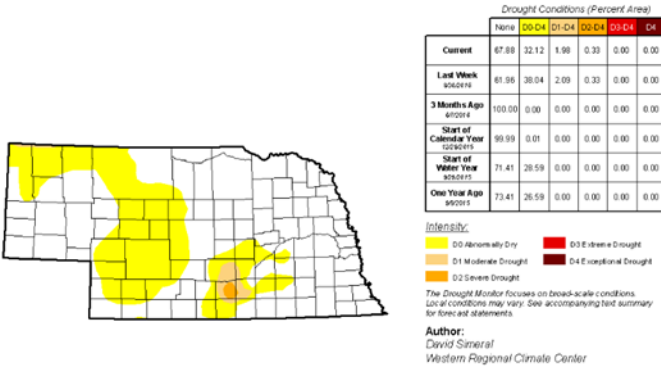 Drought Conditions (Percent Area)
None D0-D4 D1-D4 D2-D4 D3-D4 D4
Current 67.88 32.12 1.98 0.33 0.00 0.00
Last Week 61.96 38.04 2.09 0.33 0.00 0.00
3 Months Ago 100.00 0.00 0.00 0.00 0.00 0.00
Start of
Calendar Year 99.99 0.01 0.00 0.00 0.00 0.00
Start of
Water Year 71.41 28.59 0.00 0.00 0.00 0.00
One Year Ago 73.41 26.59 0.00 0.00 0.00 0.00
Intensity:
D0 Abnormally Dry
D1 Moderate Drought
D2 Severe Drought
D3 Extreme Drought
D4 Exceptional Drought
The Drought Monitor focuses on broad-scale conditions.
Local conditions may vary. See accompanying text summary
for forecast statements.
Author:
David Simeral
Western Regional Climate Center